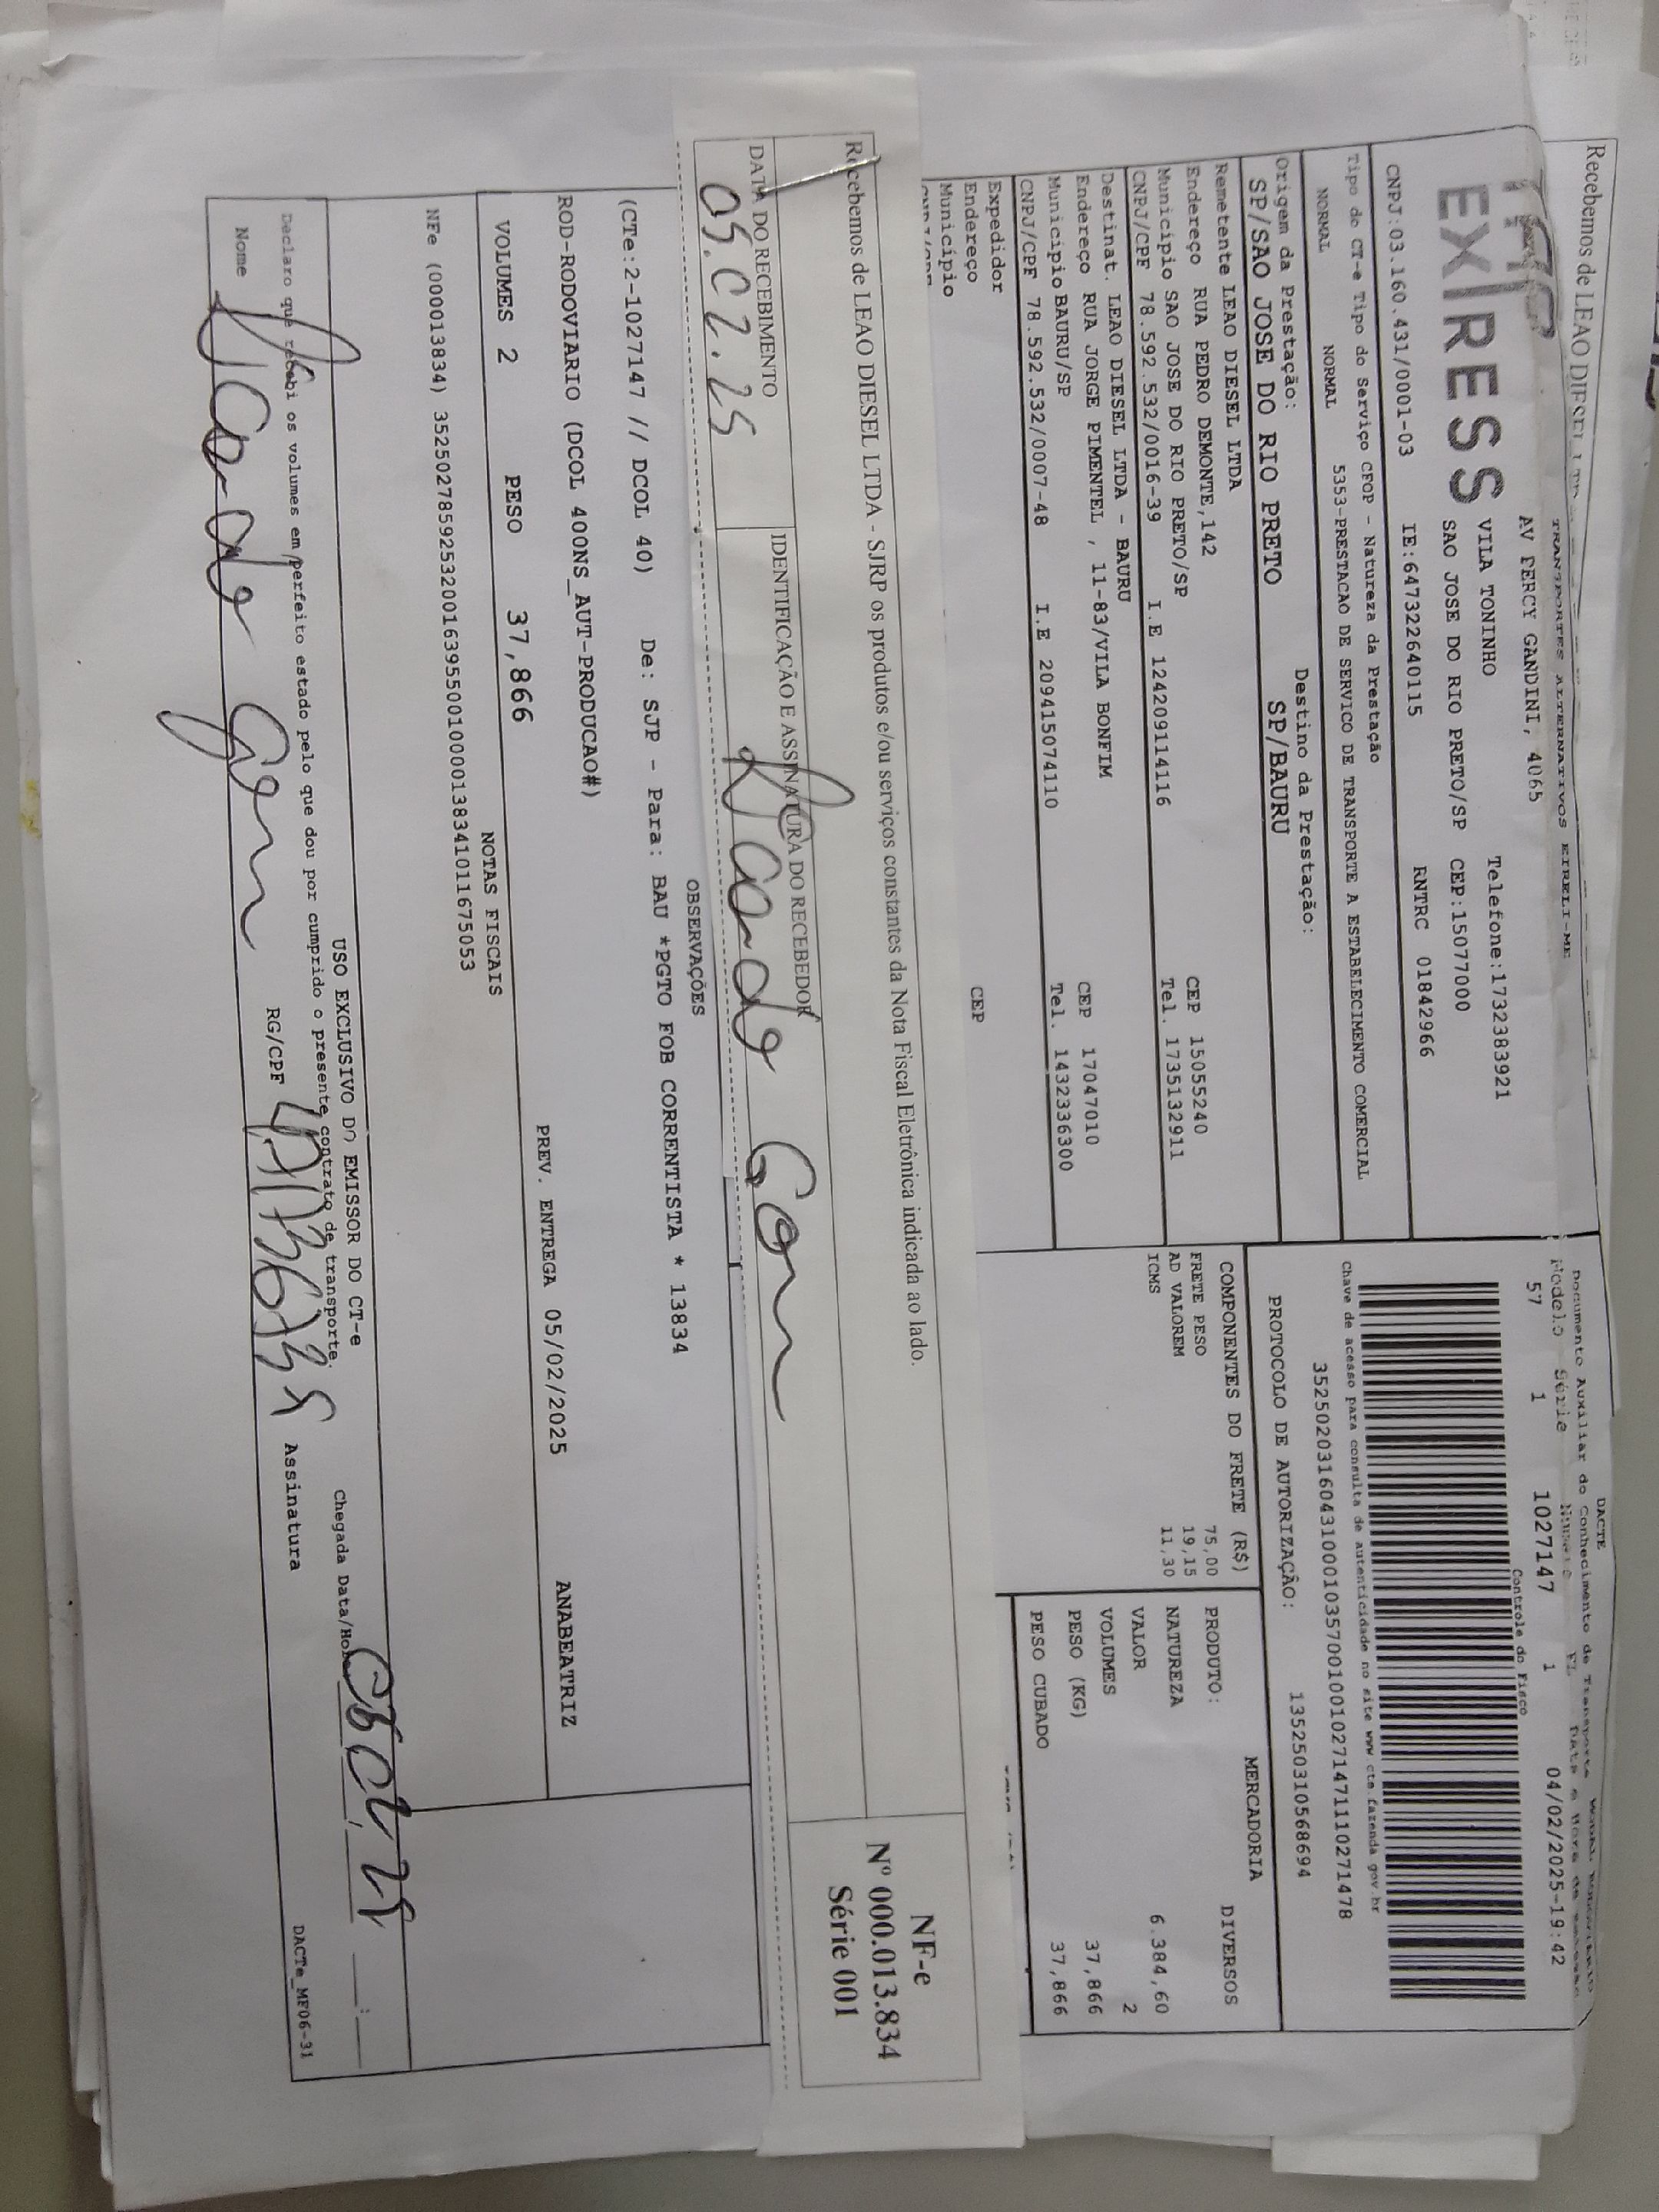 Recebemos de LEAO DIESEL LTDA
EXPRESS
TRANSPORTES ALTERNATIVOS EIRELI-ME
AV PERCY GANDINI, 4065
VILA TONINHO Telefone:1732383921
SAO JOSE DO RIO PRETO/SP CEP:15077000
CNPJ:03.160.431/0001-03 IE:647322640115 RNTRC 01842966
Tipo do CT-e Tipo do Serviço CFOP - Natureza da Prestação
NORMAL NORMAL 5353-PRESTACAO DE SERVICO DE TRANSPORTE A ESTABELECIMENTO COMERCIAL
Origem da Prestação: Destino da Prestação:
SP/SAO JOSE DO RIO PRETO SP/BAURU
DACTE
Documento Auxiliar do Conhecimento de Transporte
Modelo Série Número FL Data e Hora de
57 1 1027147 1 04/02/2025-19:42
Controle do Fisco
Chave de acesso para consulta de autenticidade no site www.cte.fazenda.gov.br
35250203160431000103570010010271471110271478
PROTOCOLO DE AUTORIZAÇÃO: 135250310568694
Remetente LEAO DIESEL LTDA
Endereço RUA PEDRO DEMONTE,142 CEP 15055240
Municipio SAO JOSE DO RIO PRETO/SP Tel. 1735132911
CNPJ/CPF 78.592.532/0016-39 I.E 124209114116
Destinat. LEAO DIESEL LTDA - BAURU
Endereço RUA JORGE PIMENTEL , 11-83/VILA BONFIM CEP 17047010
Municipio BAURU/SP Tel. 1432336300
CNPJ/CPF 78.592.532/0007-48 I.E 209415074110
Expedidor
Endereço CEP
Município
COMPONENTES DO FRETE (R$)
FRETE PESO 75,00
AD VALOREM 19,15
ICMS 11,30
MERCADORIA
PRODUTO: DIVERSOS
NATUREZA
VALOR 6.384,60
VOLUMES 2
PESO (KG) 37,866
PESO CUBADO 37,866
Recebemos de LEAO DIESEL LTDA - SJRP os produtos e/ou serviços constantes da Nota Fiscal Eletrônica indicada ao lado.
DATA DO RECEBIMENTO IDENTIFICAÇÃO E ASSINATURA DO RECEBEDOR
05.02.25
NF-e
Nº 000.013.834
Série 001
OBSERVAÇÕES
(CTe:2-1027147 // DCOL 40) De: SJP - Para: BAU *PGTO FOB CORRENTISTA * 13834
ROD-RODOVIARIO (DCOL 400NS_AUT-PRODUCAO#)
VOLUMES 2 PESO 37,866 PREV. ENTREGA 05/02/2025 ANABEATRIZ
NOTAS FISCAIS
NFe (000013834) 35250278592532001639550010000138341011675053
USO EXCLUSIVO DO EMISSOR DO CT-e
Declaro que recebi os volumes em perfeito estado pelo que dou por cumprido o presente contrato de transporte.
Chegada Data/Hora
Nome RG/CPF Assinatura
DACTe_MF06-31